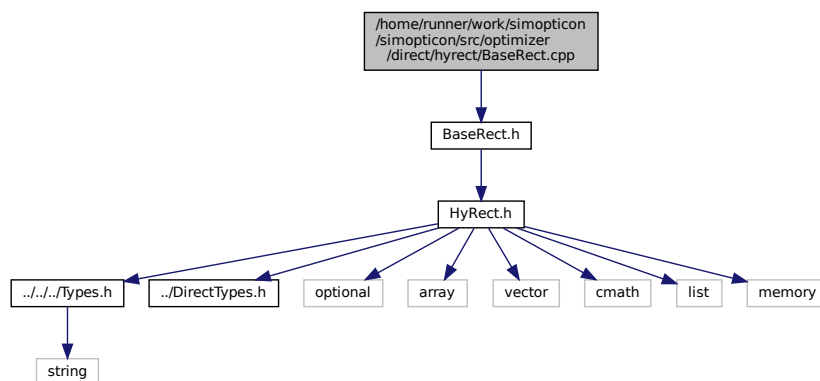 /home/runner/work/simopticon
/simopticon/src/optimizer
/direct/hyrect/BaseRect.cpp
BaseRect.h
HyRect.h
../../../Types.h
../DirectTypes.h
optional
array
vector
cmath
list
memory
string